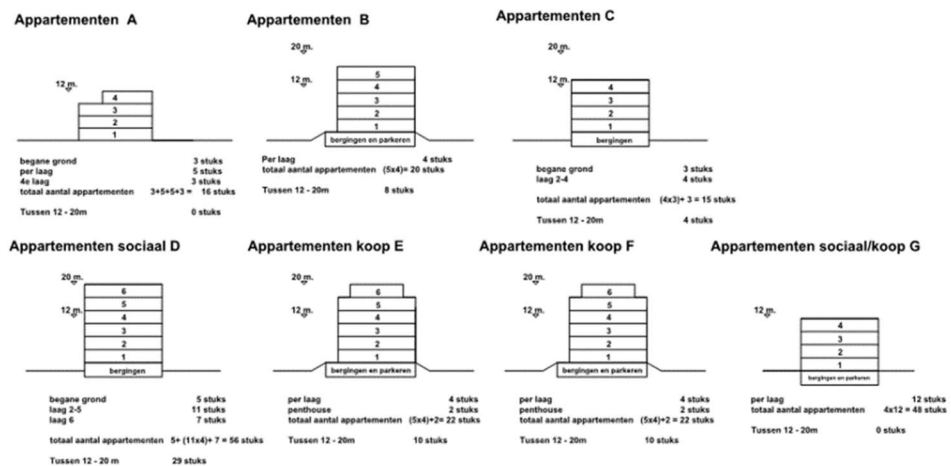 Appartementen A
12 m.
4
3
2
1
begane grond 3 stuks
per laag 5 stuks
4e laag 3 stuks
totaal aantal appartementen 3+5+5+3 = 16 stuks
Tussen 12 - 20m 0 stuks
Appartementen B
20 m.
12 m.
5
4
3
2
1
bergingen en parkeren
Per laag 4 stuks
totaal aantal appartementen (5x4)= 20 stuks
Tussen 12 - 20m 8 stuks
Appartementen C
20 m.
12 m.
4
3
2
1
bergingen
begane grond 3 stuks
laag 2-4 4 stuks
totaal aantal appartementen (4x3)+ 3 = 15 stuks
Tussen 12 - 20m 4 stuks
Appartementen sociaal D
20 m.
12 m.
6
5
4
3
2
1
bergingen
begane grond 5 stuks
laag 2-5 11 stuks
laag 6 7 stuks
totaal aantal appartementen 5+ (11x4)+ 7 = 56 stuks
Tussen 12 - 20 m 29 stuks
Appartementen koop E
20 m.
12 m.
6
5
4
3
2
1
bergingen en parkeren
per laag 4 stuks
penthouse 2 stuks
totaal aantal appartementen (5x4)+2= 22 stuks
Tussen 12 - 20m 10 stuks
Appartementen koop F
20 m.
12 m.
6
5
4
3
2
1
bergingen en parkeren
per laag 4 stuks
penthouse 2 stuks
totaal aantal appartementen (5x4)+2 = 22 stuks
Tussen 12 - 20m 10 stuks
Appartementen sociaal/koop G
12 m.
4
3
2
1
bergingen en parkeren
per laag 12 stuks
totaal aantal appartementen 4x12 = 48 stuks
Tussen 12 - 20m 0 stuks